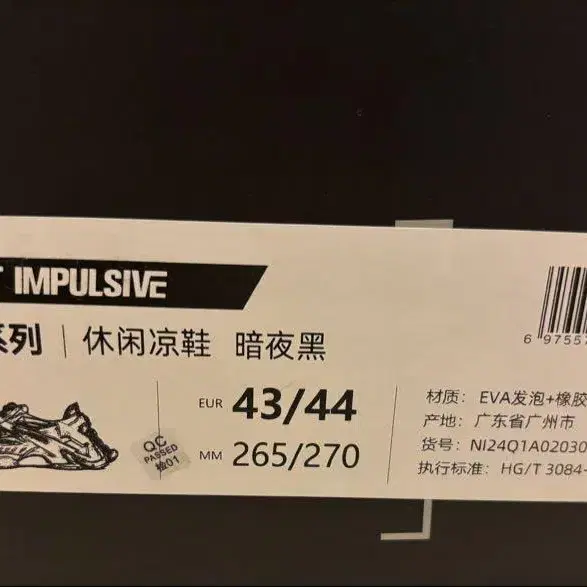 IMPULSIVE
系列 | 休闲凉鞋 暗夜黑
EUR 43/44
MM 265/270
QC
PASSED
检01
6 97557
材质: EVA发泡+橡胶
产地: 广东省广州市
货号: NI24Q1A02030
执行标准: HG/T 3084-